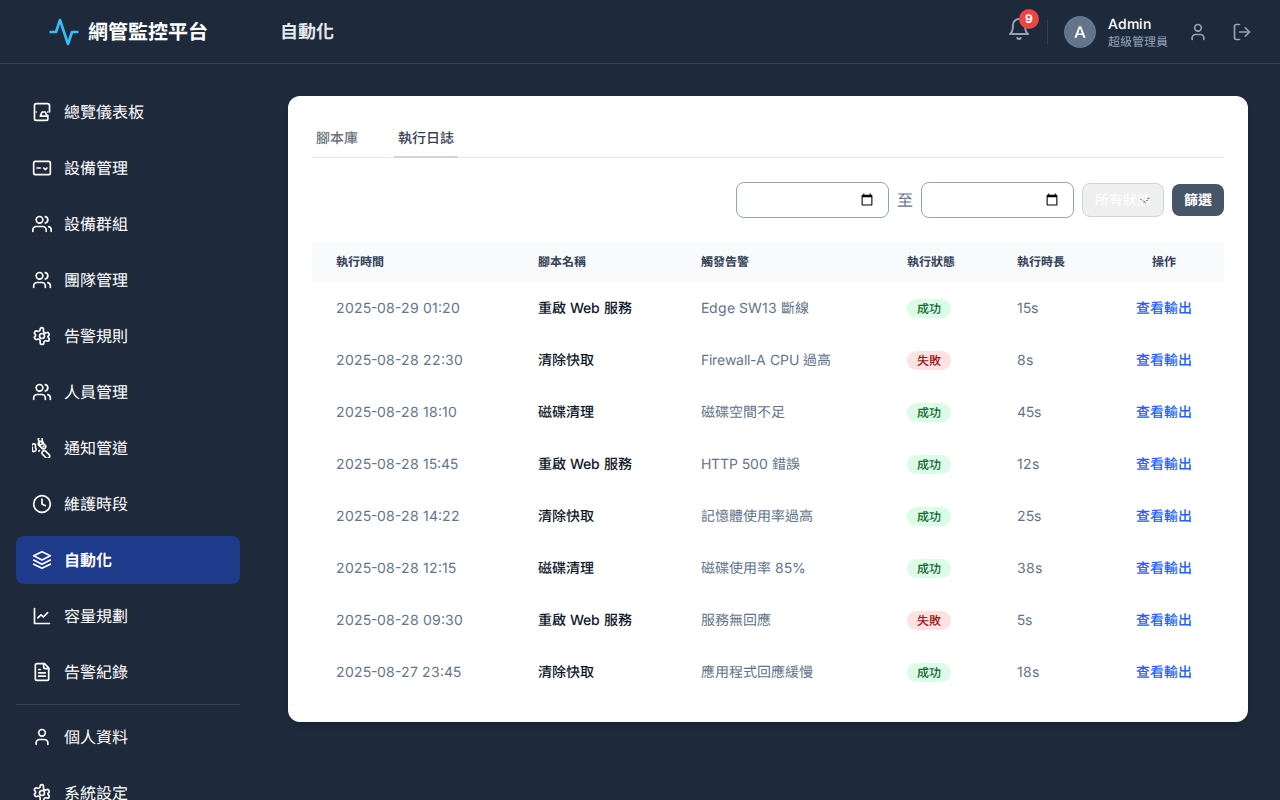 網管監控平台
自動化
9
A
Admin
超級管理員
總覽儀表板
設備管理
設備群組
團隊管理
告警規則
人員管理
通知管道
維護時段
自動化
容量規劃
告警紀錄
個人資料
系統設定
腳本庫
執行日誌
至
所有狀態
篩選
執行時間 腳本名稱 觸發告警 執行狀態 執行時長 操作
2025-08-29 01:20 重啟 Web 服務 Edge SW13 斷線 成功 15s 查看輸出
2025-08-28 22:30 清除快取 Firewall-A CPU 過高 失敗 8s 查看輸出
2025-08-28 18:10 磁碟清理 磁碟空間不足 成功 45s 查看輸出
2025-08-28 15:45 重啟 Web 服務 HTTP 500 錯誤 成功 12s 查看輸出
2025-08-28 14:22 清除快取 記憶體使用率過高 成功 25s 查看輸出
2025-08-28 12:15 磁碟清理 磁碟使用率 85% 成功 38s 查看輸出
2025-08-28 09:30 重啟 Web 服務 服務無回應 失敗 5s 查看輸出
2025-08-27 23:45 清除快取 應用程式回應緩慢 成功 18s 查看輸出